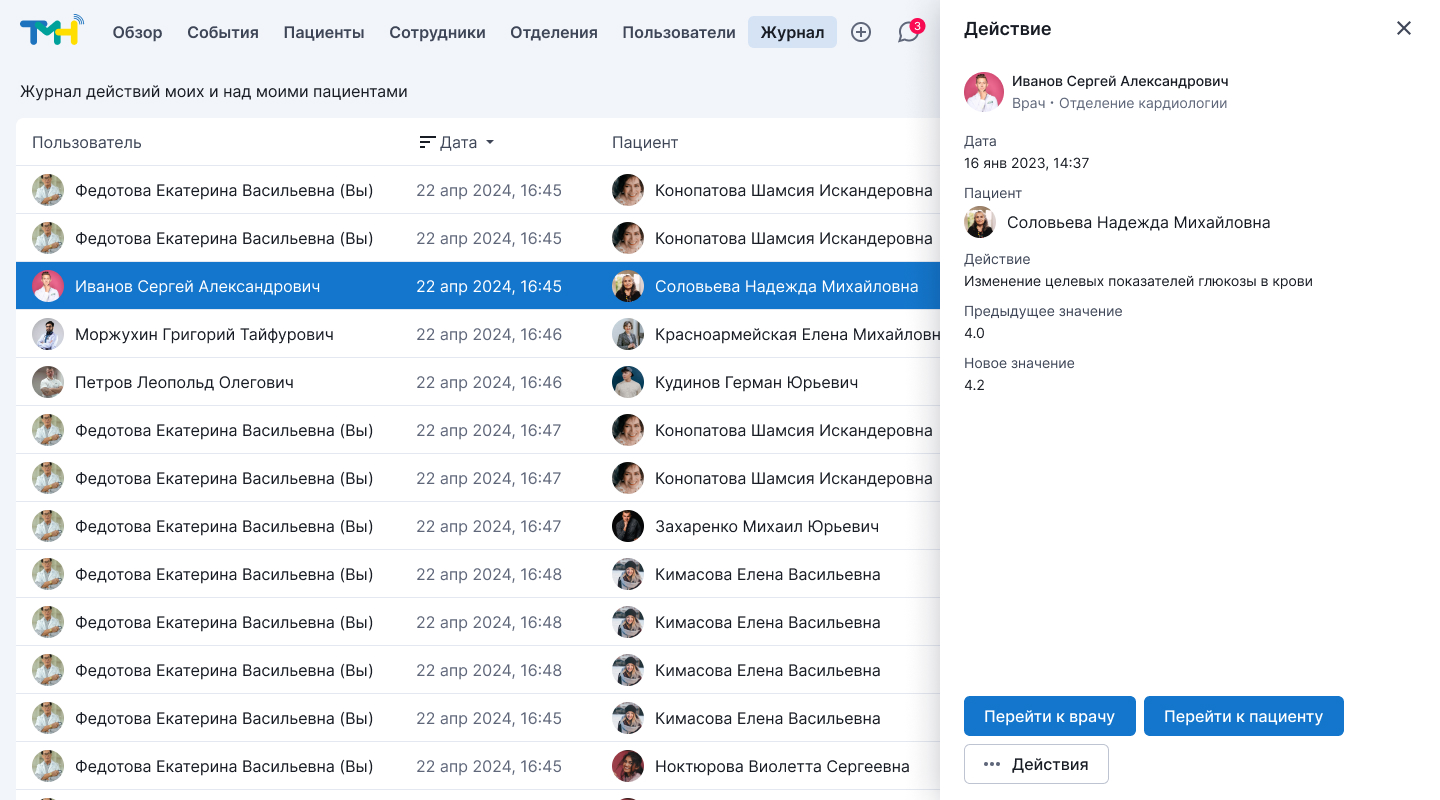 ТМН Обзор События Пациенты Сотрудники Отделения Пользователи Журнал 3
Журнал действий моих и над моими пациентами
Пользователь Дата Пациент
Федотова Екатерина Васильевна (Вы) 22 апр 2024, 16:45 Конопатова Шамсия Искандеровна
Федотова Екатерина Васильевна (Вы) 22 апр 2024, 16:45 Конопатова Шамсия Искандеровна
Иванов Сергей Александрович 22 апр 2024, 16:45 Соловьева Надежда Михайловна
Моржухин Григорий Тайфурович 22 апр 2024, 16:46 Красноармейская Елена Михайловн
Петров Леопольд Олегович 22 апр 2024, 16:46 Кудинов Герман Юрьевич
Федотова Екатерина Васильевна (Вы) 22 апр 2024, 16:47 Конопатова Шамсия Искандеровна
Федотова Екатерина Васильевна (Вы) 22 апр 2024, 16:47 Конопатова Шамсия Искандеровна
Федотова Екатерина Васильевна (Вы) 22 апр 2024, 16:47 Захаренко Михаил Юрьевич
Федотова Екатерина Васильевна (Вы) 22 апр 2024, 16:48 Кимасова Елена Васильевна
Федотова Екатерина Васильевна (Вы) 22 апр 2024, 16:48 Кимасова Елена Васильевна
Федотова Екатерина Васильевна (Вы) 22 апр 2024, 16:48 Кимасова Елена Васильевна
Федотова Екатерина Васильевна (Вы) 22 апр 2024, 16:45 Кимасова Елена Васильевна
Федотова Екатерина Васильевна (Вы) 22 апр 2024, 16:45 Ноктюрова Виолетта Сергеевна
Действие
Иванов Сергей Александрович
Врач • Отделение кардиологии
Дата
16 янв 2023, 14:37
Пациент
Соловьева Надежда Михайловна
Действие
Изменение целевых показателей глюкозы в крови
Предыдущее значение
4.0
Новое значение
4.2
Перейти к врачу Перейти к пациенту
Действия